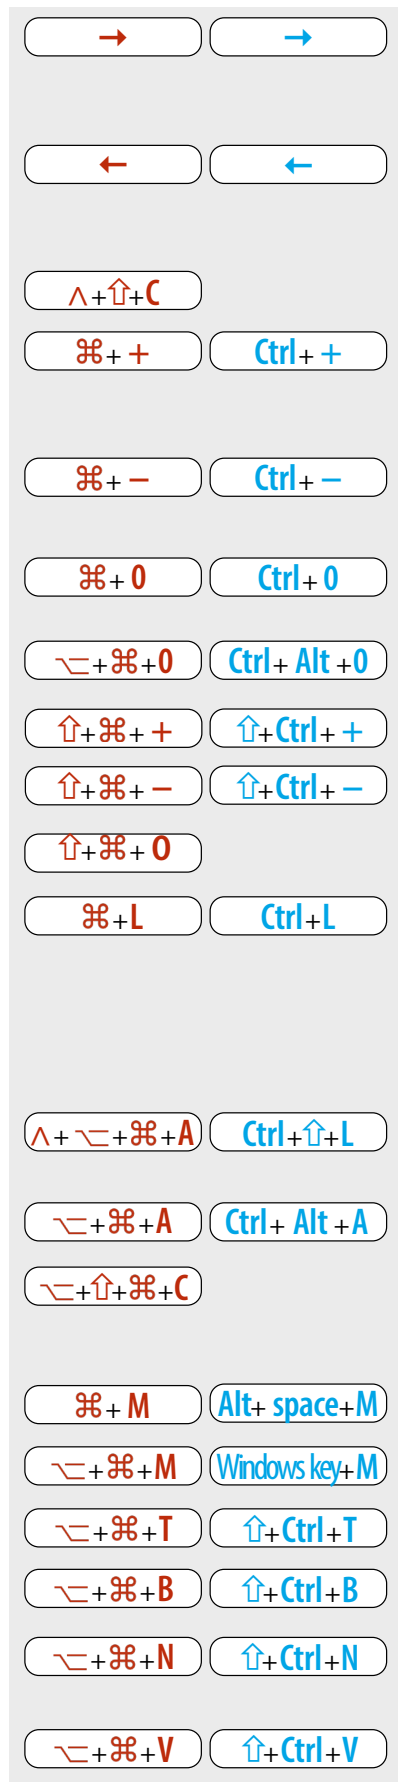 → →
← ←
∧+⇧+C
⌘+ + Ctrl+ +
⌘+ − Ctrl+ −
⌘+ 0 Ctrl+ 0
⌥+⌘+0 Ctrl+ Alt +0
⇧+⌘+ + ⇧+Ctrl+ +
⇧+⌘+ − ⇧+Ctrl+ −
⇧+⌘+ O
⌘+L Ctrl+L
∧+ ⌥+⌘+A Ctrl+⇧+L
⌥+⌘+A Ctrl+ Alt +A
⌥+⇧+⌘+C
⌘+ M Alt+ space+M
⌥+⌘+M Windows key+M
⌥+⌘+T ⇧+Ctrl+T
⌥+⌘+B ⇧+Ctrl+B
⌥+⌘+N ⇧+Ctrl+N
⌥+⌘+V ⇧+Ctrl+V